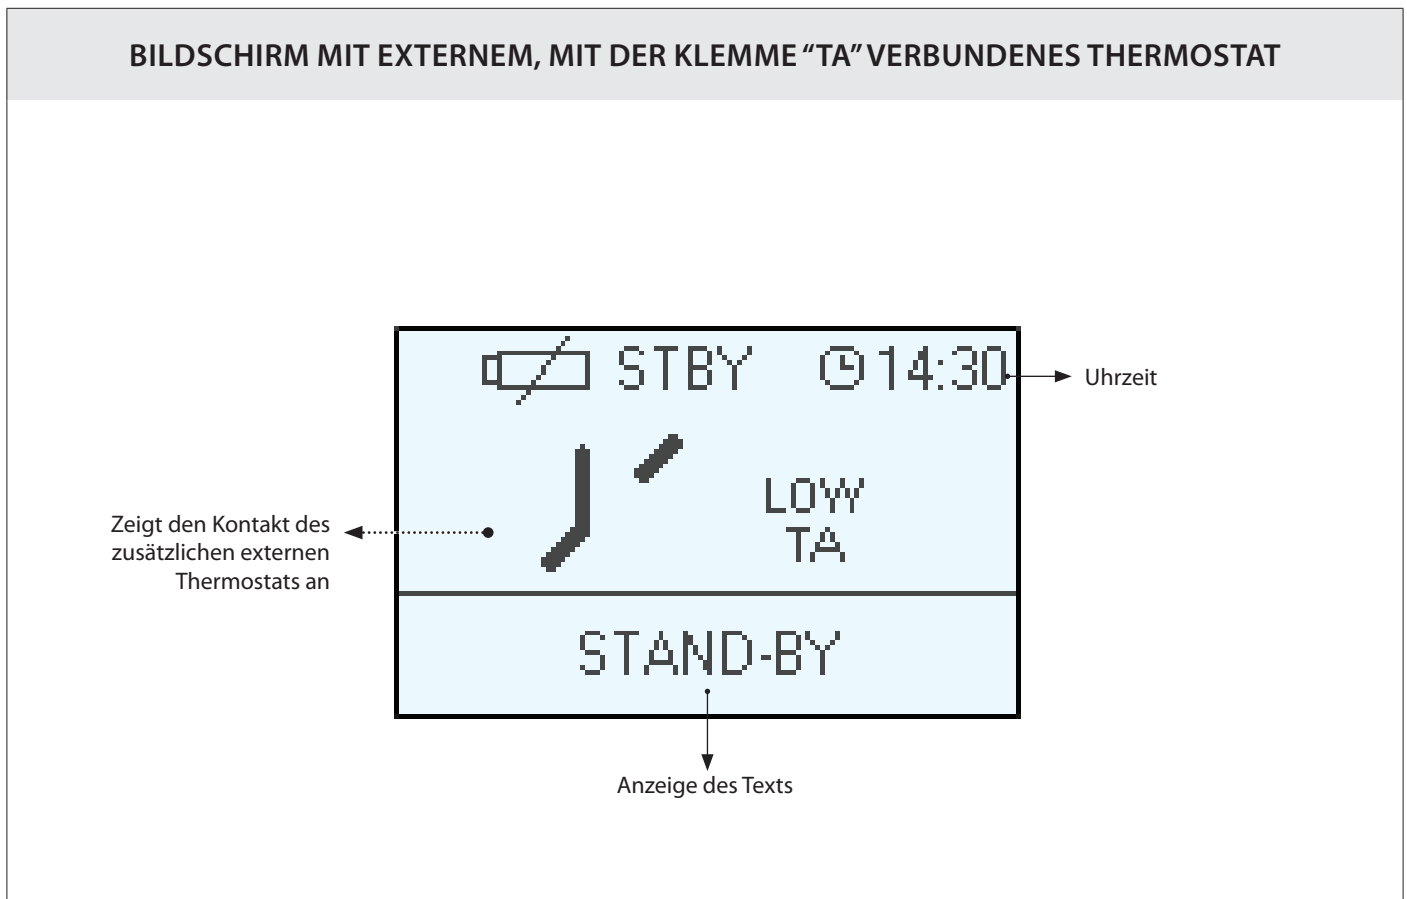 BILDSCHIRM MIT EXTERNEM, MIT DER KLEMME “TA” VERBUNDENES THERMOSTAT
STBY 14:30
Uhrzeit
LOW
TA
Zeigt den Kontakt des
zusätzlichen externen
Thermostats an
STAND-BY
Anzeige des Texts